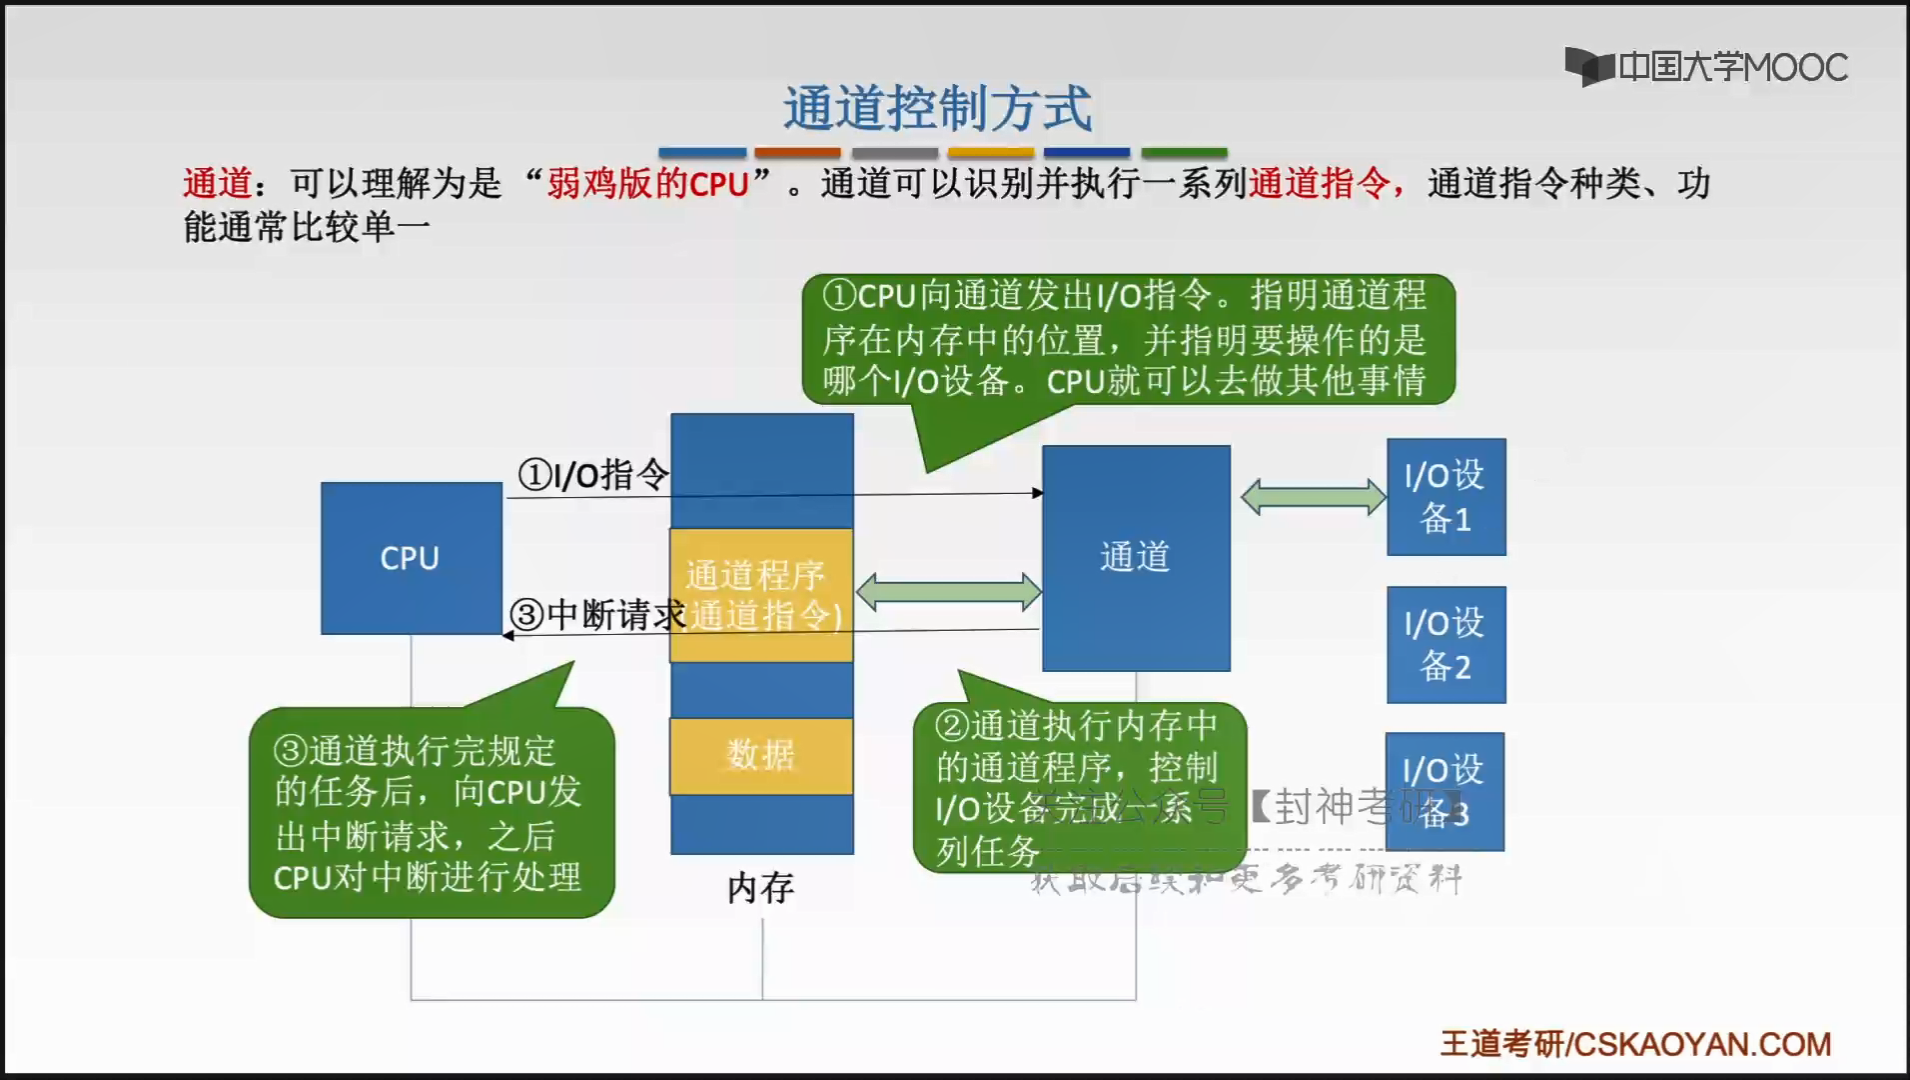 中国大学MOOC
通道控制方式
通道：可以理解为是“弱鸡版的CPU”。通道可以识别并执行一系列通道指令，通道指令种类、功
能通常比较单一
①CPU向通道发出I/O指令。指明通道程
序在内存中的位置，并指明要操作的是
哪个I/O设备。CPU就可以去做其他事情
①I/O指令
CPU
通道程序
(通道指令)
③中断请求
通道
I/O设
备1
I/O设
备2
I/O设
备3
数据
内存
③通道执行完规定
的任务后，向CPU发
出中断请求，之后
CPU对中断进行处理
②通道执行内存中
的通道程序，控制
I/O设备完成一系
列任务
关注公众号【封神考研】
获取后续和更多考研资料
王道考研/CSKAOYAN.COM